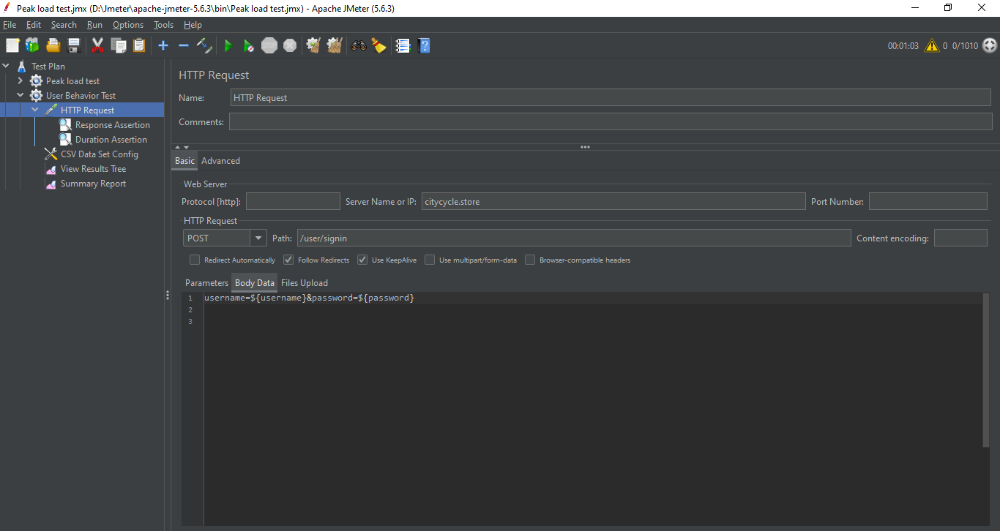 Peak load test.jmx (D:\Jmeter\apache-jmeter-5.6.3\bin\Peak load test.jmx) - Apache JMeter (5.6.3)
File Edit Search Run Options Tools Help
STOP 00:01:03 0 0/1010
Test Plan
Peak load test
User Behavior Test
HTTP Request
Response Assertion
Duration Assertion
CSV Data Set Config
View Results Tree
Summary Report
HTTP Request
Name: HTTP Request
Comments:
Basic Advanced
Web Server
Protocol [http]: Server Name or IP: citycycle.store Port Number:
HTTP Request
POST Path: /user/signin Content encoding:
Redirect Automatically Follow Redirects Use KeepAlive Use multipart/form-data Browser-compatible headers
Parameters Body Data Files Upload
1 username=${username}&password=${password}
2
3